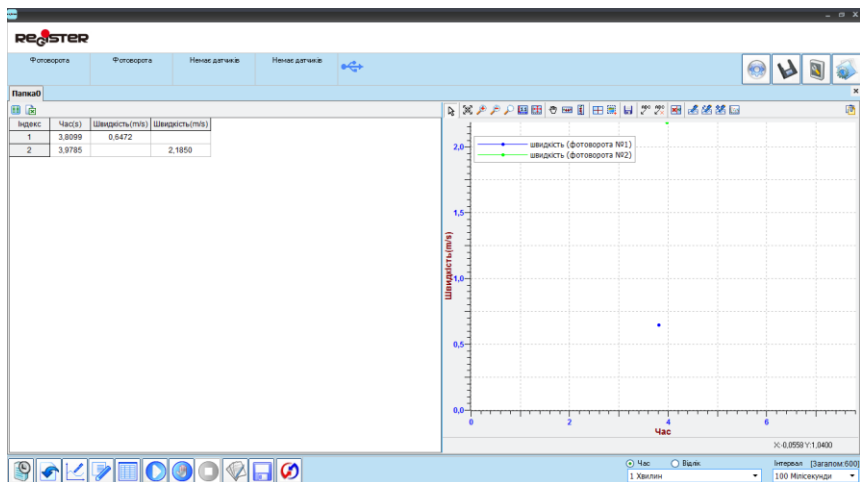 REGISTER
Фотоворота Фотоворота Немає датчиків Немає датчиків
Папка0
Індекс Час(s) Швидкість(m/s) Швидкість(m/s)
1 3,8099 0,6472
2 3,9785 2,1850
швидкість (фотоворота №1)
швидкість (фотоворота №2)
2,0
1,5
1,0
0,5
0,0
Швидкість(m/s)
0 2 4 6
Час
X:-0,0559 Y:1,0400
Час Відлік Інтервал [Загалом:600]
1 Хвилин 100 Мілісекунди